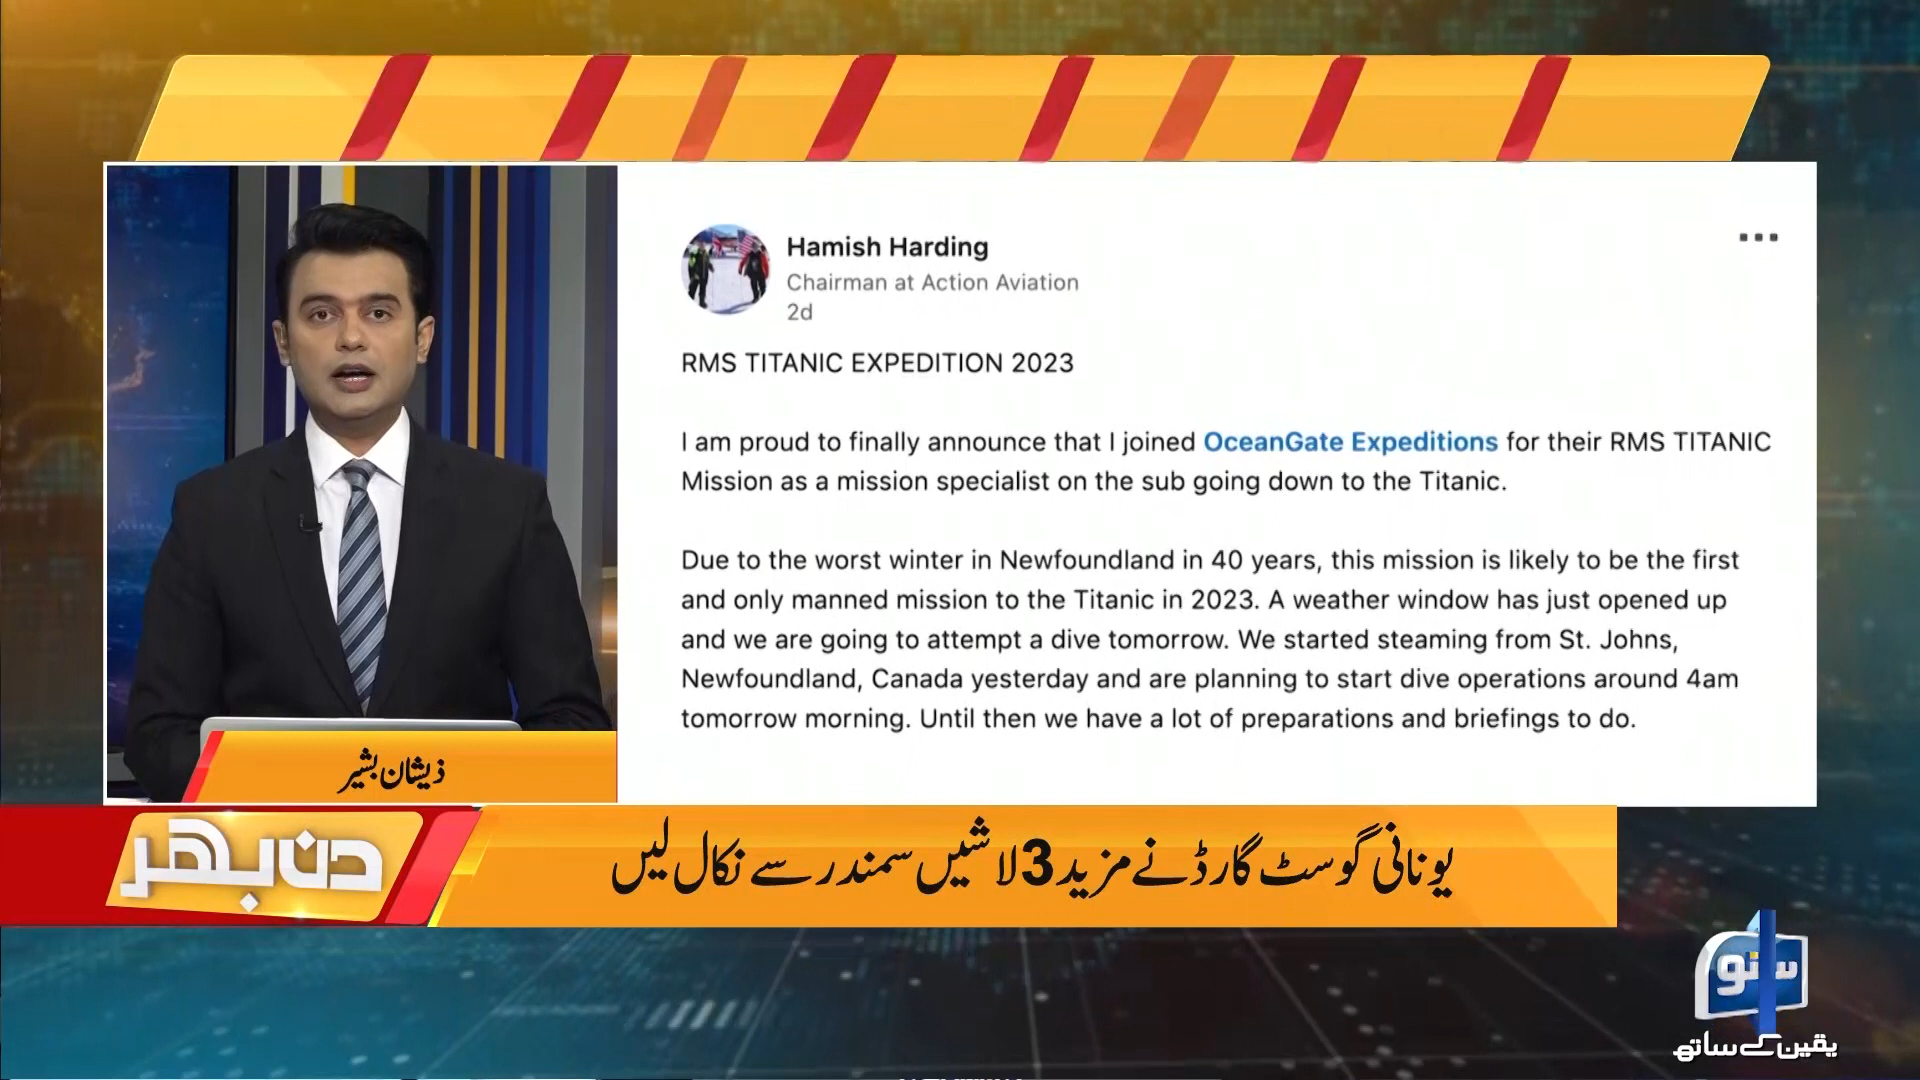 Hamish Harding
Chairman at Action Aviation
2d
RMS TITANIC EXPEDITION 2023
I am proud to finally announce that I joined OceanGate Expeditions for their RMS TITANIC
Mission as a mission specialist on the sub going down to the Titanic.
Due to the worst winter in Newfoundland in 40 years, this mission is likely to be the first
and only manned mission to the Titanic in 2023. A weather window has just opened up
and we are going to attempt a dive tomorrow. We started steaming from St. Johns,
Newfoundland, Canada yesterday and are planning to start dive operations around 4am
tomorrow morning. Until then we have a lot of preparations and briefings to do.
ذیشان بشیر
دن بھر
یونانی گوسٹ گارڈ نے مزید 3 لاشیں سمندر سے نکال لیں
سنو
یقین کے ساتھ